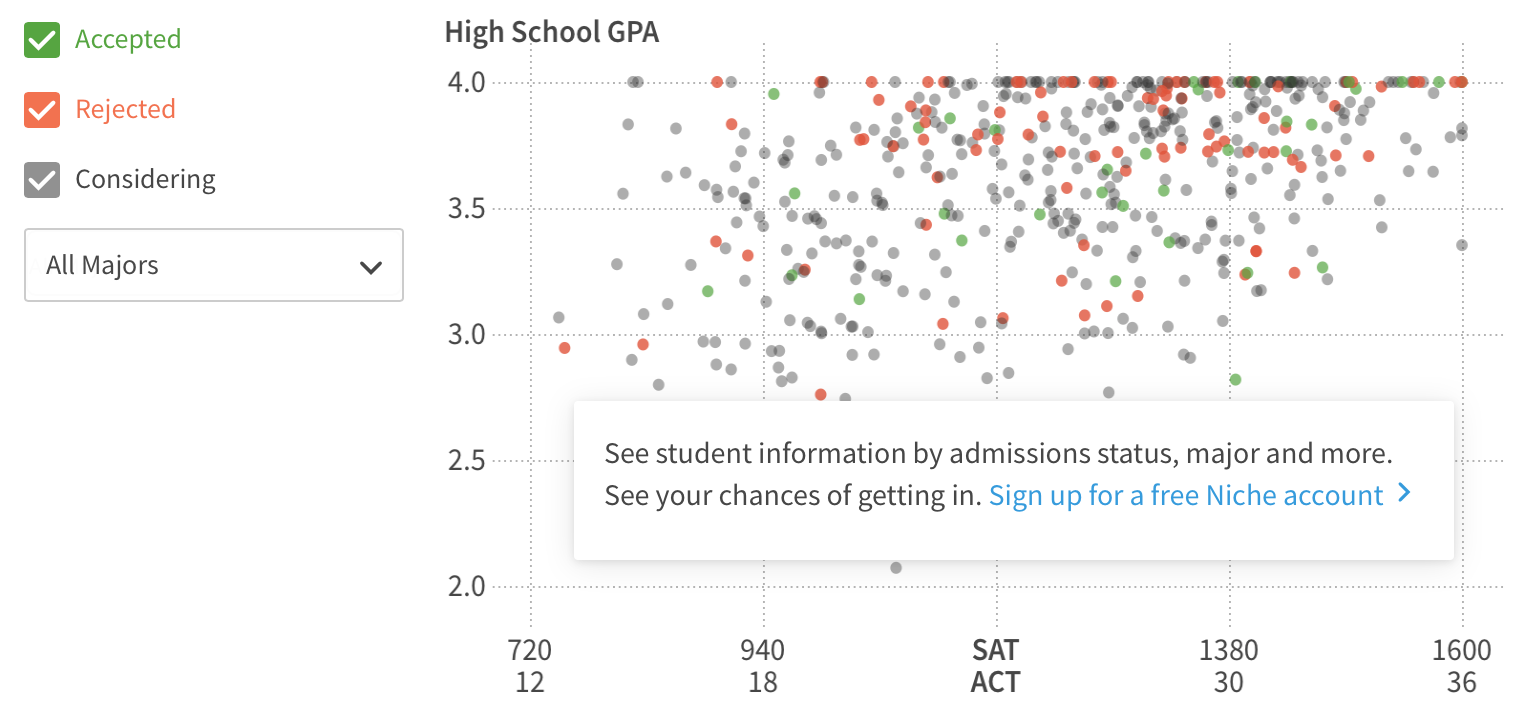 Accepted
Rejected
Considering
All Majors
High School GPA
4.0
3.5
3.0
2.5
2.0
See student information by admissions status, major and more.
See your chances of getting in. Sign up for a free Niche account
720 940 SAT 1380 1600
12 18 ACT 30 36